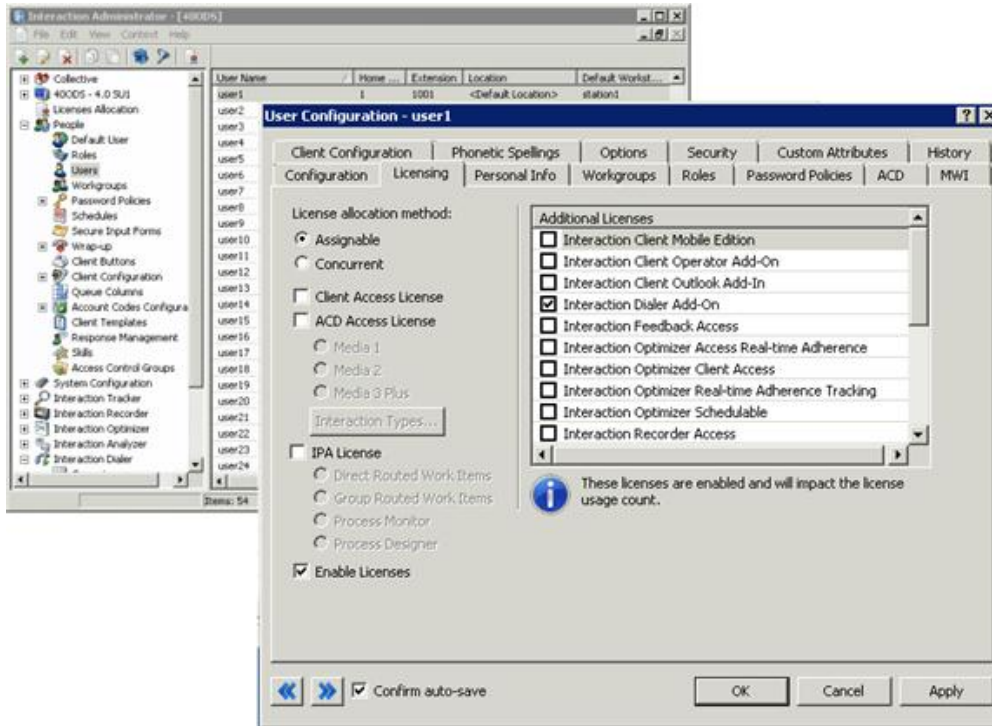 Interaction Administrator - [40ODS]
File Edit View Context Help
Collective
40ODS - 4.0 SU1
Licenses Allocation
People
Default User
Roles
Users
Workgroups
Password Policies
Schedules
Secure Input Forms
Wrap-up
Client Buttons
Client Configuration
Queue Columns
Account Codes Configura
Client Templates
Response Management
Skills
Access Control Groups
System Configuration
Interaction Tracker
Interaction Recorder
Interaction Optimizer
Interaction Analyzer
Interaction Dialer
User Name / Home ... Extension Location Default Workst...
user1 1 1001 <Default Location> station1
user2
user3
user4
user5
user6
user7
user8
user9
user10
user11
user12
user13
user14
user15
user16
user17
user18
user19
user20
user21
user22
user23
user24
Items: 54
User Configuration - user1
Client Configuration Phonetic Spellings Options Security Custom Attributes History
Configuration Licensing Personal Info Workgroups Roles Password Policies ACD MWI
License allocation method:
Assignable
Concurrent
Client Access License
ACD Access License
Media 1
Media 2
Media 3 Plus
Interaction Types...
IPA License
Direct Routed Work Items
Group Routed Work Items
Process Monitor
Process Designer
Enable Licenses
Additional Licenses
Interaction Client Mobile Edition
Interaction Client Operator Add-On
Interaction Client Outlook Add-In
Interaction Dialer Add-On
Interaction Feedback Access
Interaction Optimizer Access Real-time Adherence
Interaction Optimizer Client Access
Interaction Optimizer Real-time Adherence Tracking
Interaction Optimizer Schedulable
Interaction Recorder Access
These licenses are enabled and will impact the license
usage count.
Confirm auto-save
OK Cancel Apply